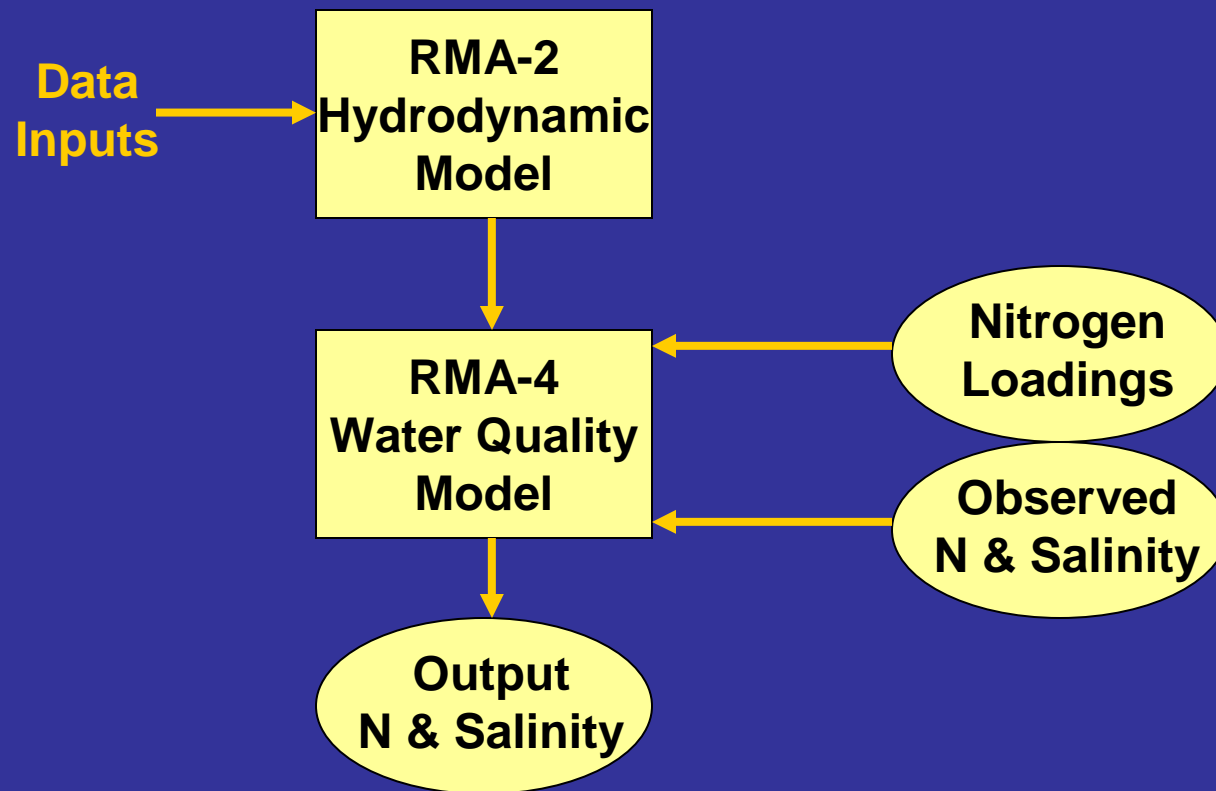 Data
Inputs
RMA-2
Hydrodynamic
Model
RMA-4
Water Quality
Model
Nitrogen
Loadings
Observed
N & Salinity
Output
N & Salinity